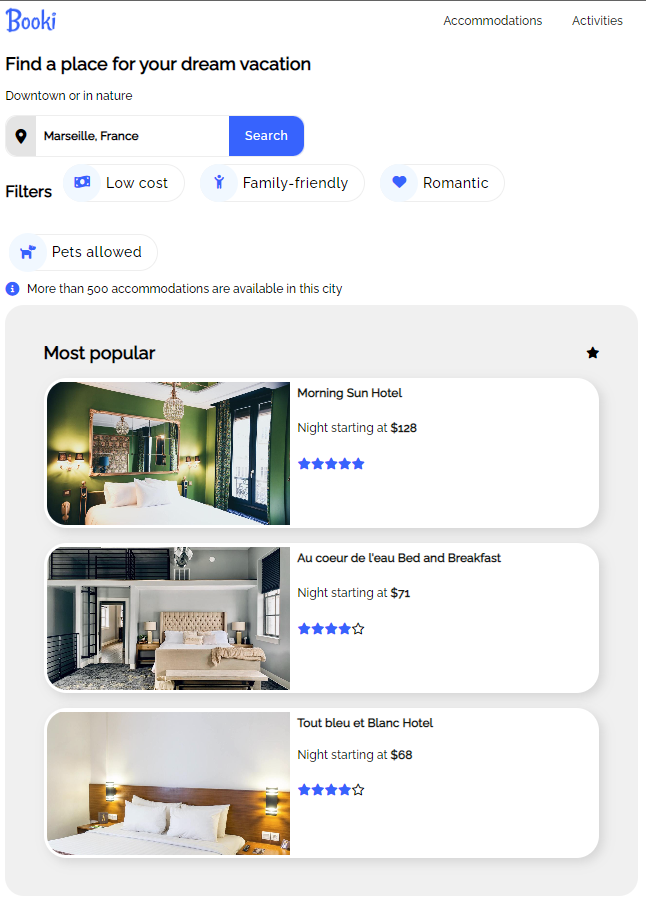 Booki
Accommodations Activities
Find a place for your dream vacation
Downtown or in nature
Marseille, France Search
Filters Low cost Family-friendly Romantic
Pets allowed
More than 500 accommodations are available in this city
Most popular
Morning Sun Hotel
Night starting at $128
Au coeur de l'eau Bed and Breakfast
Night starting at $71
Tout bleu et Blanc Hotel
Night starting at $68